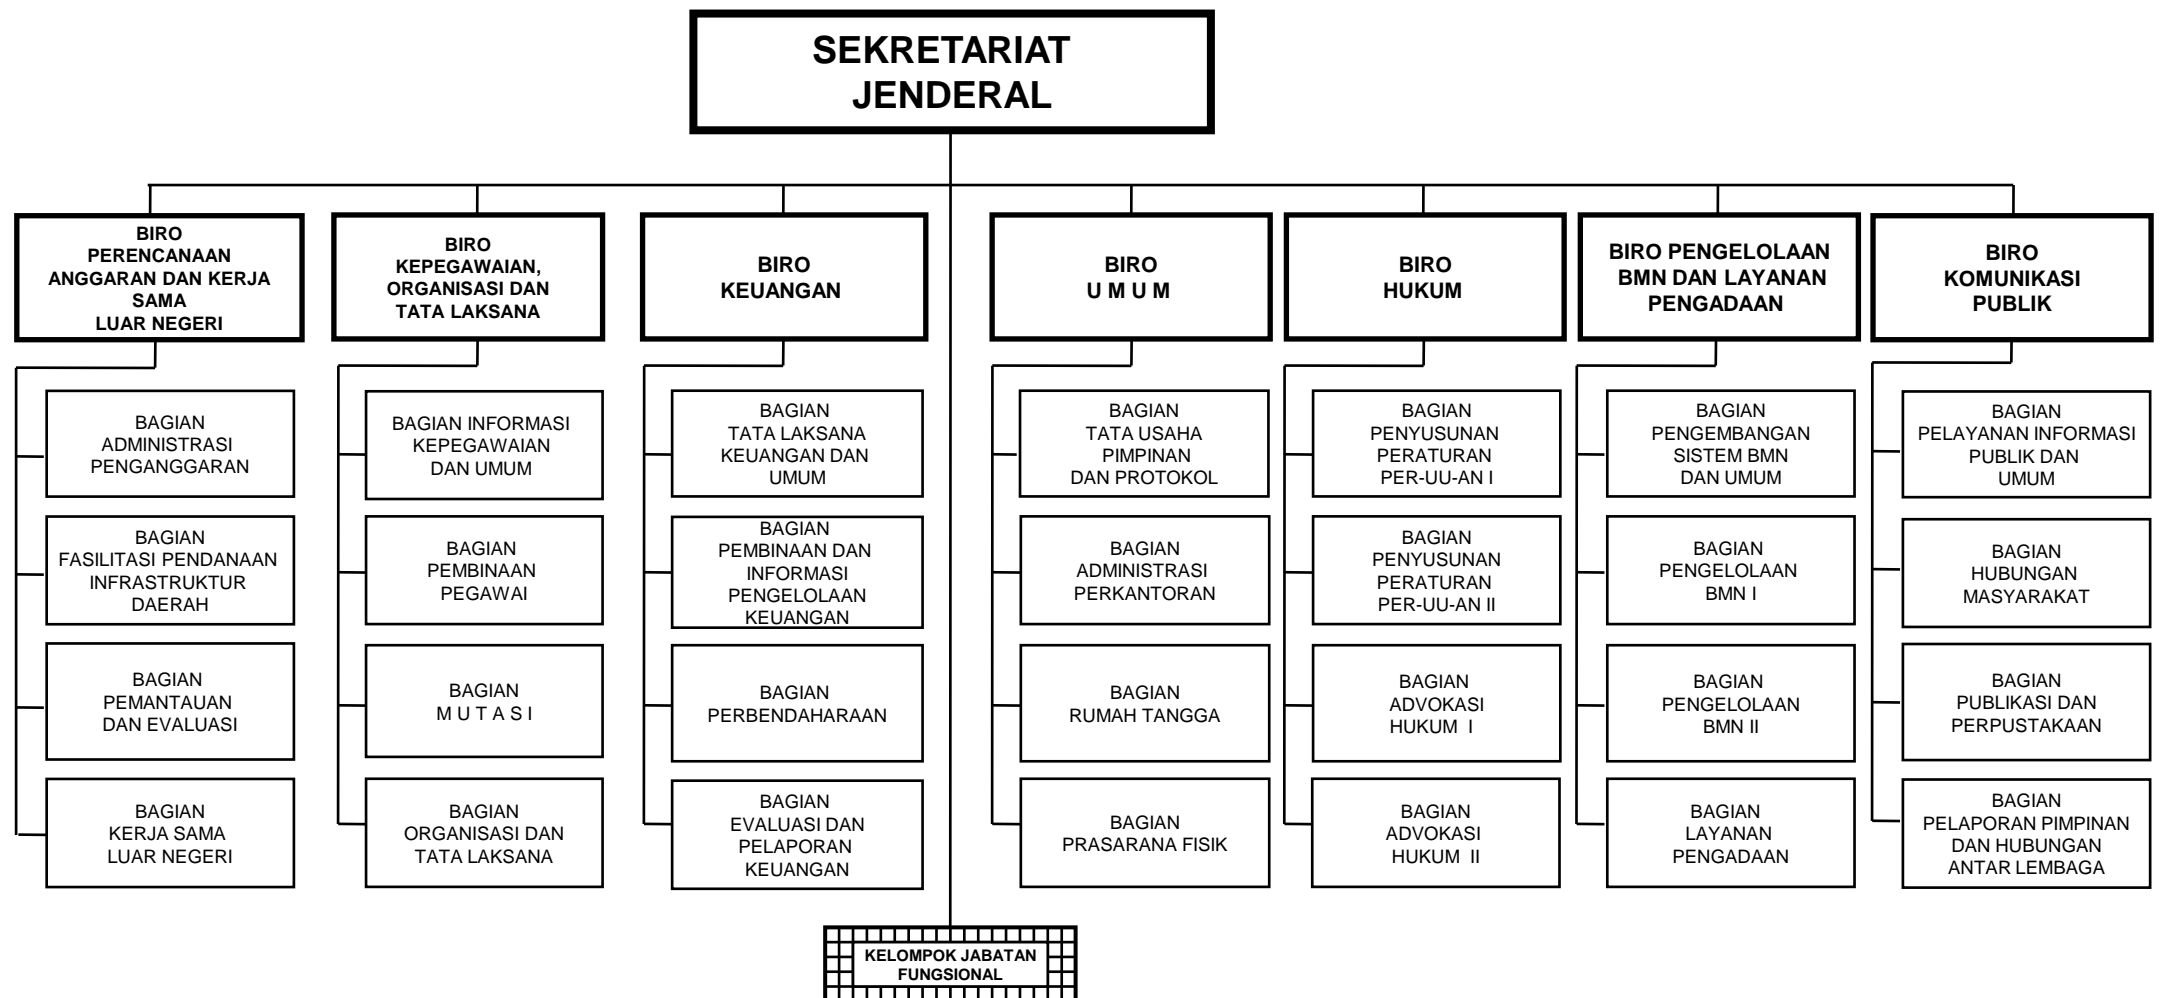 SEKRETARIAT
JENDERAL
BIRO
PERENCANAAN
ANGGARAN DAN KERJA
SAMA
LUAR NEGERI
BIRO
KEPEGAWAIAN,
ORGANISASI DAN
TATA LAKSANA
BIRO
KEUANGAN
BIRO
U M U M
BIRO
HUKUM
BIRO PENGELOLAAN
BMN DAN LAYANAN
PENGADAAN
BIRO
KOMUNIKASI
PUBLIK
BAGIAN
ADMINISTRASI
PENGANGGARAN
BAGIAN INFORMASI
KEPEGAWAIAN
DAN UMUM
BAGIAN
TATA LAKSANA
KEUANGAN DAN
UMUM
BAGIAN
TATA USAHA
PIMPINAN
DAN PROTOKOL
BAGIAN
PENYUSUNAN
PERATURAN
PER-UU-AN I
BAGIAN
PENGEMBANGAN
SISTEM BMN
DAN UMUM
BAGIAN
PELAYANAN INFORMASI
PUBLIK DAN
UMUM
BAGIAN
FASILITASI PENDANAAN
INFRASTRUKTUR
DAERAH
BAGIAN
PEMBINAAN
PEGAWAI
BAGIAN
PEMBINAAN DAN
INFORMASI
PENGELOLAAN
KEUANGAN
BAGIAN
ADMINISTRASI
PERKANTORAN
BAGIAN
PENYUSUNAN
PERATURAN
PER-UU-AN II
BAGIAN
PENGELOLAAN
BMN I
BAGIAN
HUBUNGAN
MASYARAKAT
BAGIAN
PEMANTAUAN
DAN EVALUASI
BAGIAN
M U T A S I
BAGIAN
PERBENDAHARAAN
BAGIAN
RUMAH TANGGA
BAGIAN
ADVOKASI
HUKUM I
BAGIAN
PENGELOLAAN
BMN II
BAGIAN
PUBLIKASI DAN
PERPUSTAKAAN
BAGIAN
KERJA SAMA
LUAR NEGERI
BAGIAN
ORGANISASI DAN
TATA LAKSANA
BAGIAN
EVALUASI DAN
PELAPORAN
KEUANGAN
BAGIAN
PRASARANA FISIK
BAGIAN
ADVOKASI
HUKUM II
BAGIAN
LAYANAN
PENGADAAN
BAGIAN
PELAPORAN PIMPINAN
DAN HUBUNGAN
ANTAR LEMBAGA
KELOMPOK JABATAN
FUNGSIONAL